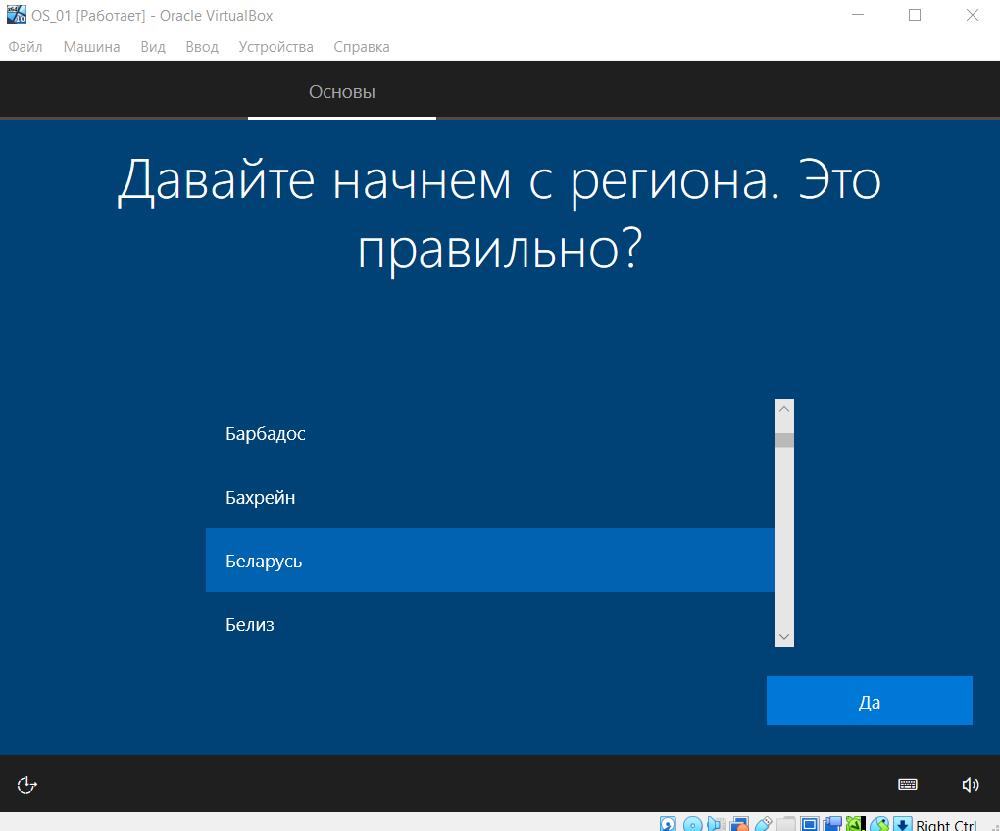 OS_01 [Работает] - Oracle VirtualBox
Файл Машина Вид Ввод Устройства Справка
Основы
Давайте начнем с региона. Это
правильно?
Барбадос
Бахрейн
Беларусь
Белиз
Да
Right Ctrl